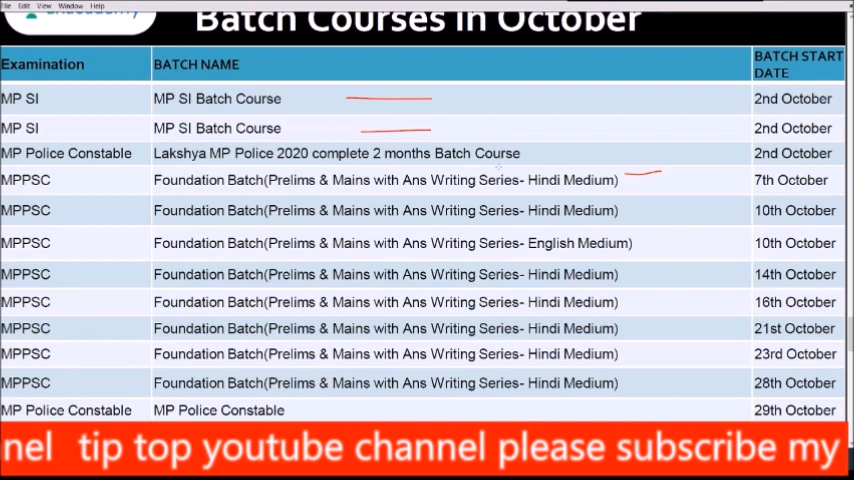 File Edit View Window Help
Batch Courses in October
Examination BATCH NAME BATCH START DATE
MP SI MP SI Batch Course 2nd October
MP SI MP SI Batch Course 2nd October
MP Police Constable Lakshya MP Police 2020 complete 2 months Batch Course 2nd October
MPPSC Foundation Batch(Prelims & Mains with Ans Writing Series- Hindi Medium) 7th October
MPPSC Foundation Batch(Prelims & Mains with Ans Writing Series- Hindi Medium) 10th October
MPPSC Foundation Batch(Prelims & Mains with Ans Writing Series- English Medium) 10th October
MPPSC Foundation Batch(Prelims & Mains with Ans Writing Series- Hindi Medium) 14th October
MPPSC Foundation Batch(Prelims & Mains with Ans Writing Series- Hindi Medium) 16th October
MPPSC Foundation Batch(Prelims & Mains with Ans Writing Series- Hindi Medium) 21st October
MPPSC Foundation Batch(Prelims & Mains with Ans Writing Series- Hindi Medium) 23rd October
MPPSC Foundation Batch(Prelims & Mains with Ans Writing Series- Hindi Medium) 28th October
MP Police Constable MP Police Constable 29th October
nel tip top youtube channel please subscribe my